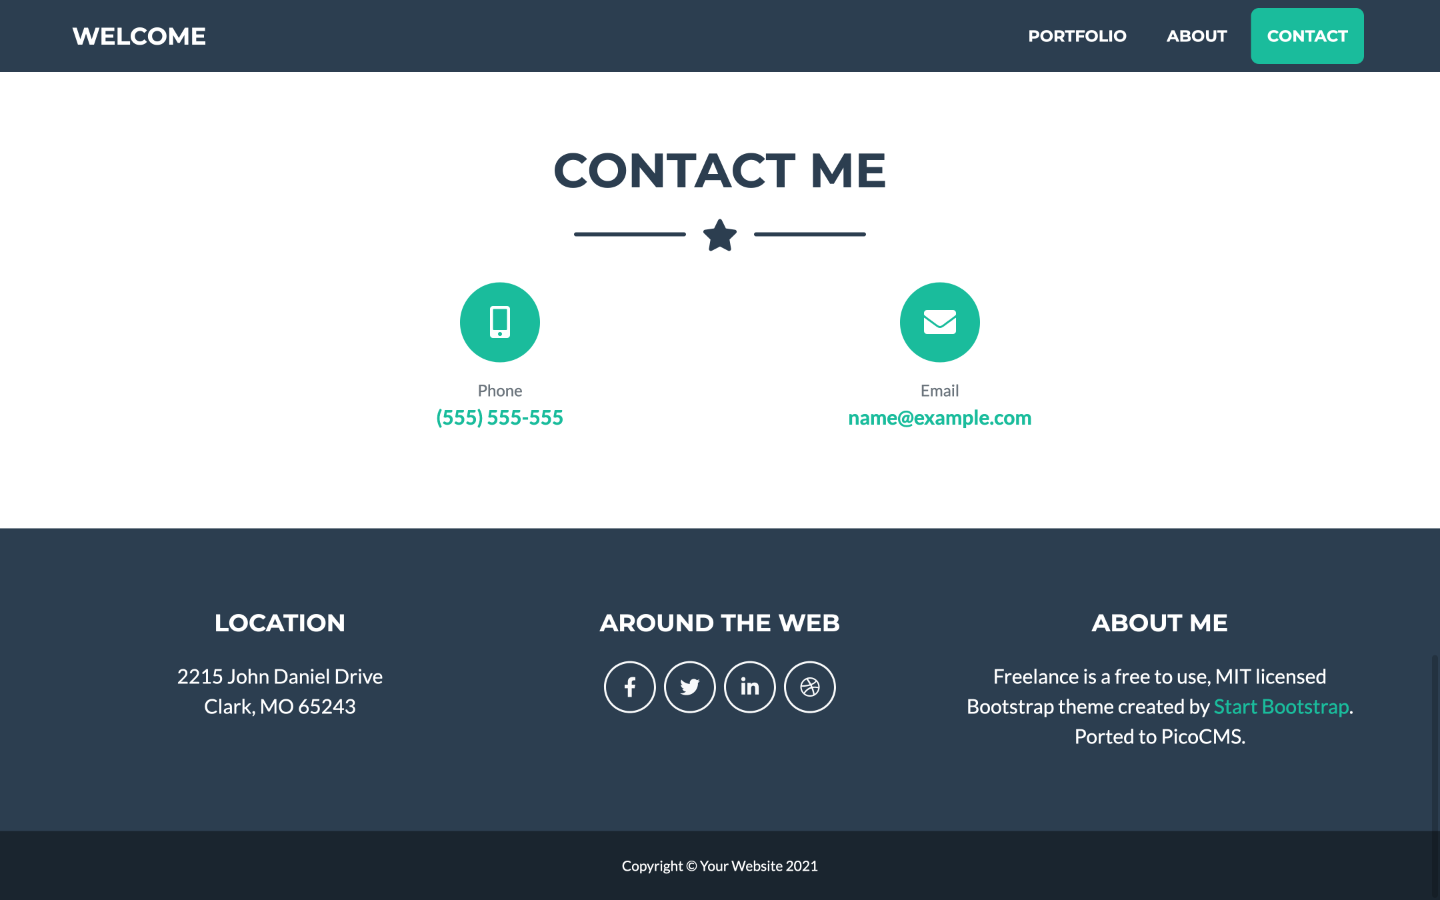 WELCOME
PORTFOLIO
ABOUT
CONTACT
CONTACT ME
Phone
(555) 555-555
Email
name@example.com
LOCATION
2215 John Daniel Drive
Clark, MO 65243
AROUND THE WEB
ABOUT ME
Freelance is a free to use, MIT licensed
Bootstrap theme created by Start Bootstrap.
Ported to PicoCMS.
Copyright © Your Website 2021